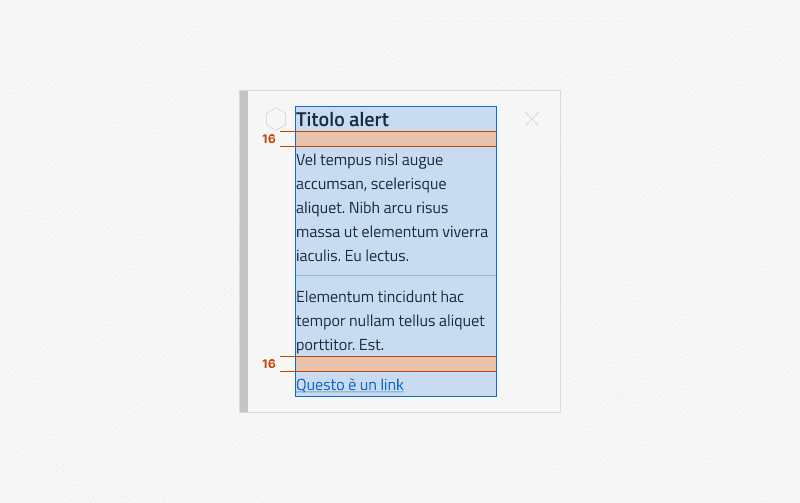 Titolo alert
16
Vel tempus nisl augue
accumsan, scelerisque
aliquet. Nibh arcu risus
massa ut elementum viverra
iaculis. Eu lectus.
Elementum tincidunt hac
tempor nullam tellus aliquet
porttitor. Est.
16
Questo è un link